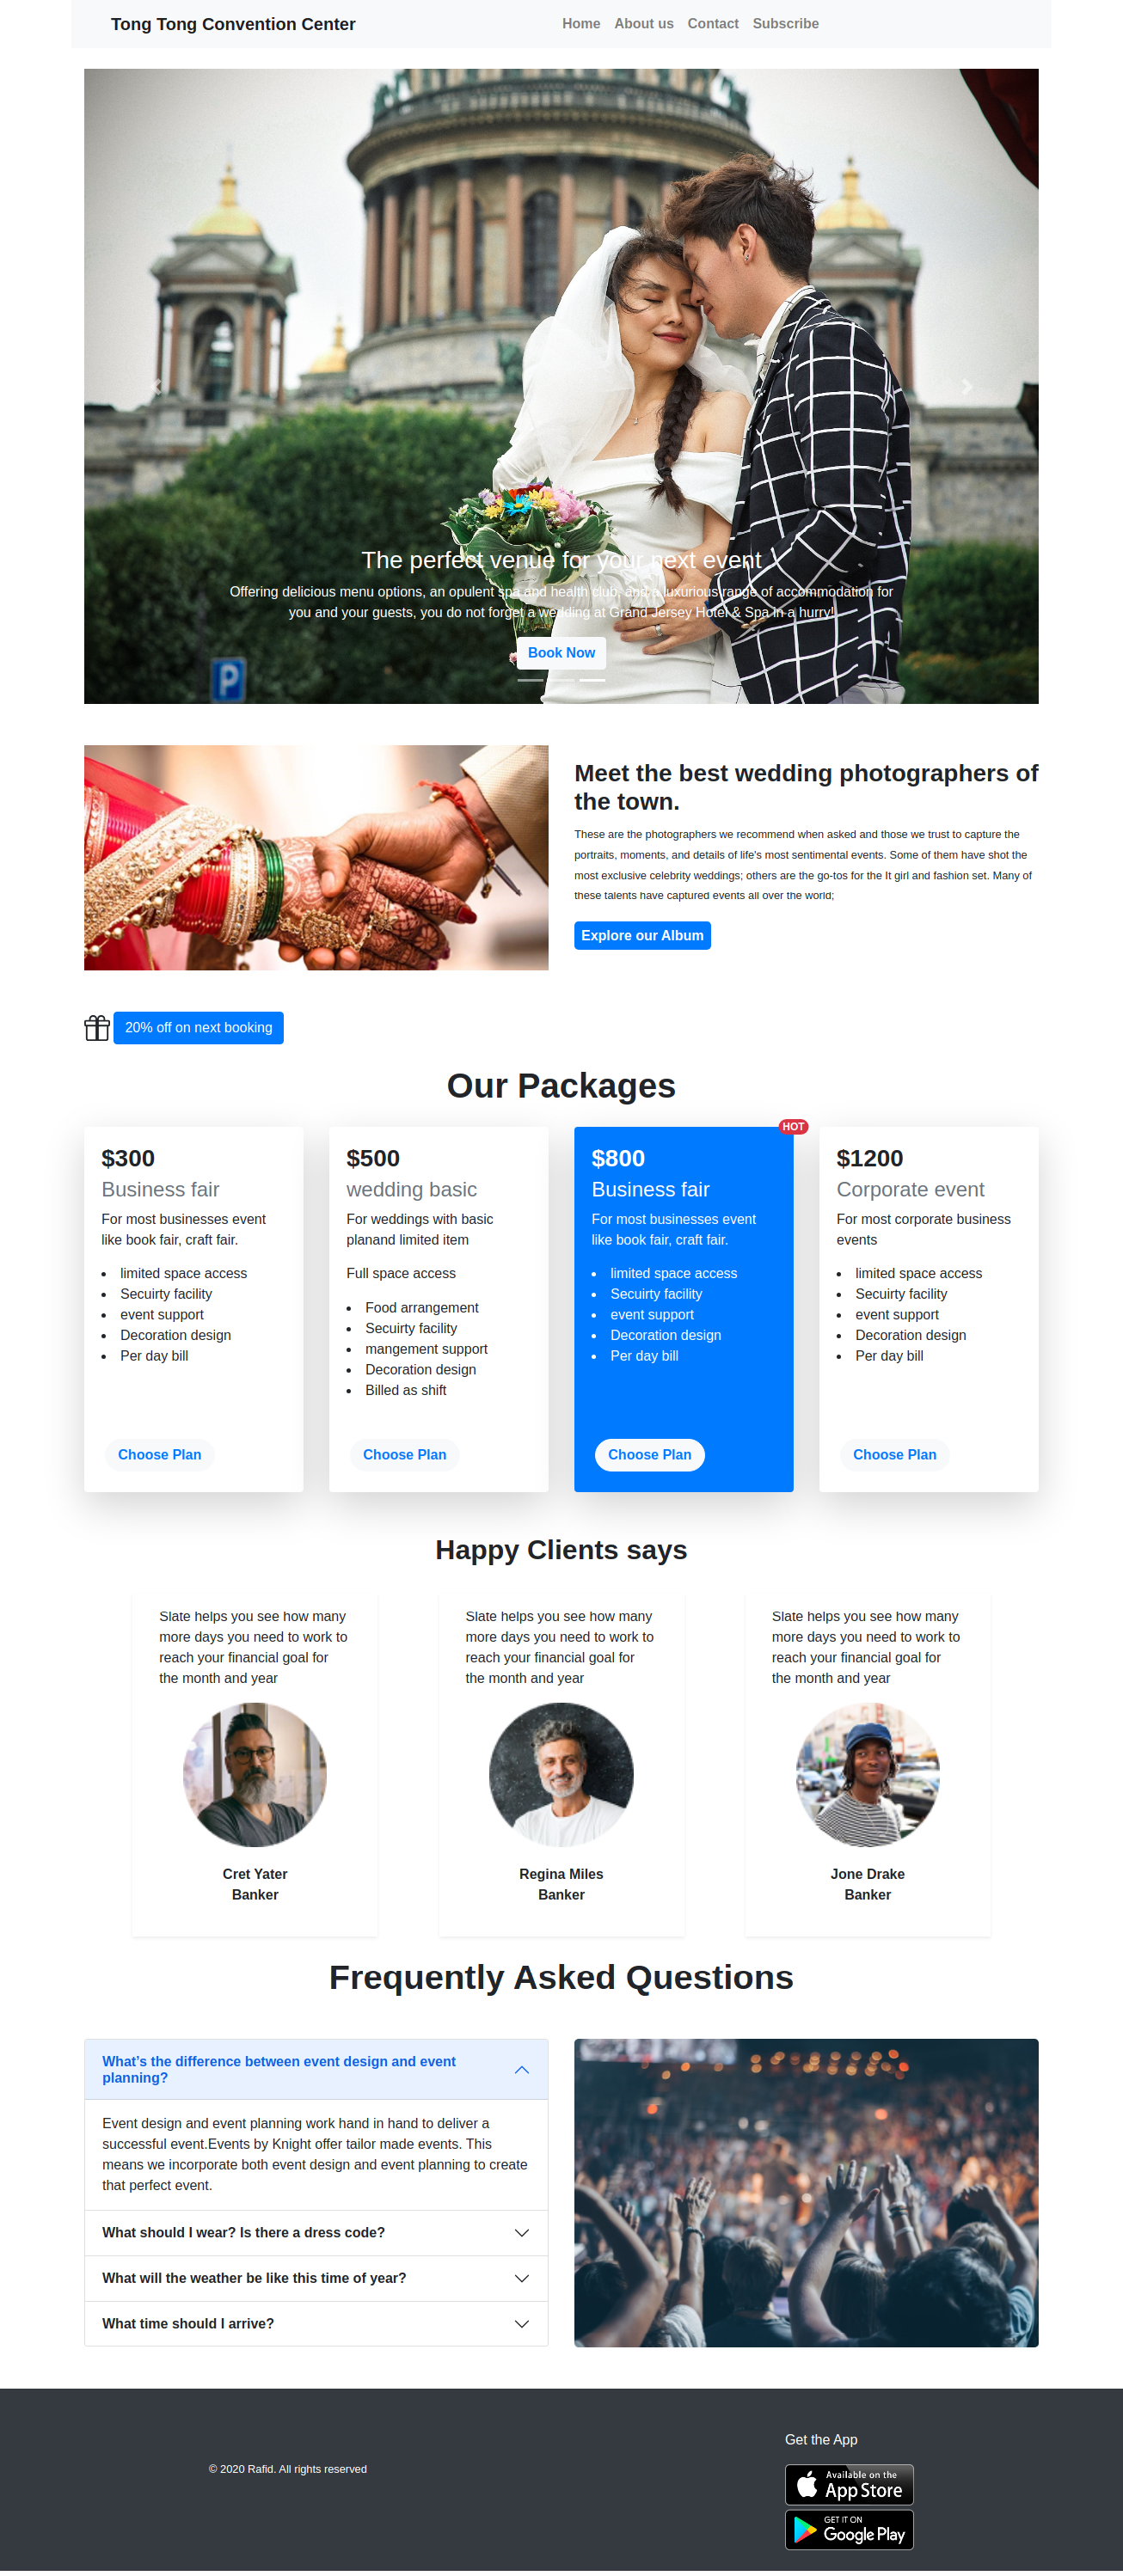 Tong Tong Convention Center
Home About us Contact Subscribe
The perfect venue for your next event
Offering delicious menu options, an opulent spa and health club, and a luxurious range of accommodation for
you and your guests, you do not forget a wedding at Grand Jersey Hotel & Spa in a hurry!
Book Now
P
Meet the best wedding photographers of
the town.
These are the photographers we recommend when asked and those we trust to capture the
portraits, moments, and details of life's most sentimental events. Some of them have shot the
most exclusive celebrity weddings; others are the go-tos for the It girl and fashion set. Many of
these talents have captured events all over the world;
Explore our Album
20% off on next booking
Our Packages
$300
Business fair
For most businesses event
like book fair, craft fair.
• limited space access
• Secuirty facility
• event support
• Decoration design
• Per day bill
Choose Plan
$500
wedding basic
For weddings with basic
planand limited item
Full space access
• Food arrangement
• Secuirty facility
• mangement support
• Decoration design
• Billed as shift
Choose Plan
HOT
$800
Business fair
For most businesses event
like book fair, craft fair.
• limited space access
• Secuirty facility
• event support
• Decoration design
• Per day bill
Choose Plan
$1200
Corporate event
For most corporate business
events
• limited space access
• Secuirty facility
• event support
• Decoration design
• Per day bill
Choose Plan
Happy Clients says
Slate helps you see how many
more days you need to work to
reach your financial goal for
the month and year
Cret Yater
Banker
Slate helps you see how many
more days you need to work to
reach your financial goal for
the month and year
Regina Miles
Banker
Slate helps you see how many
more days you need to work to
reach your financial goal for
the month and year
Jone Drake
Banker
Frequently Asked Questions
What's the difference between event design and event
planning?
Event design and event planning work hand in hand to deliver a
successful event.Events by Knight offer tailor made events. This
means we incorporate both event design and event planning to create
that perfect event.
What should I wear? Is there a dress code?
What will the weather be like this time of year?
What time should I arrive?
© 2020 Rafid. All rights reserved
Get the App
Available on the
App Store
GET IT ON
Google Play